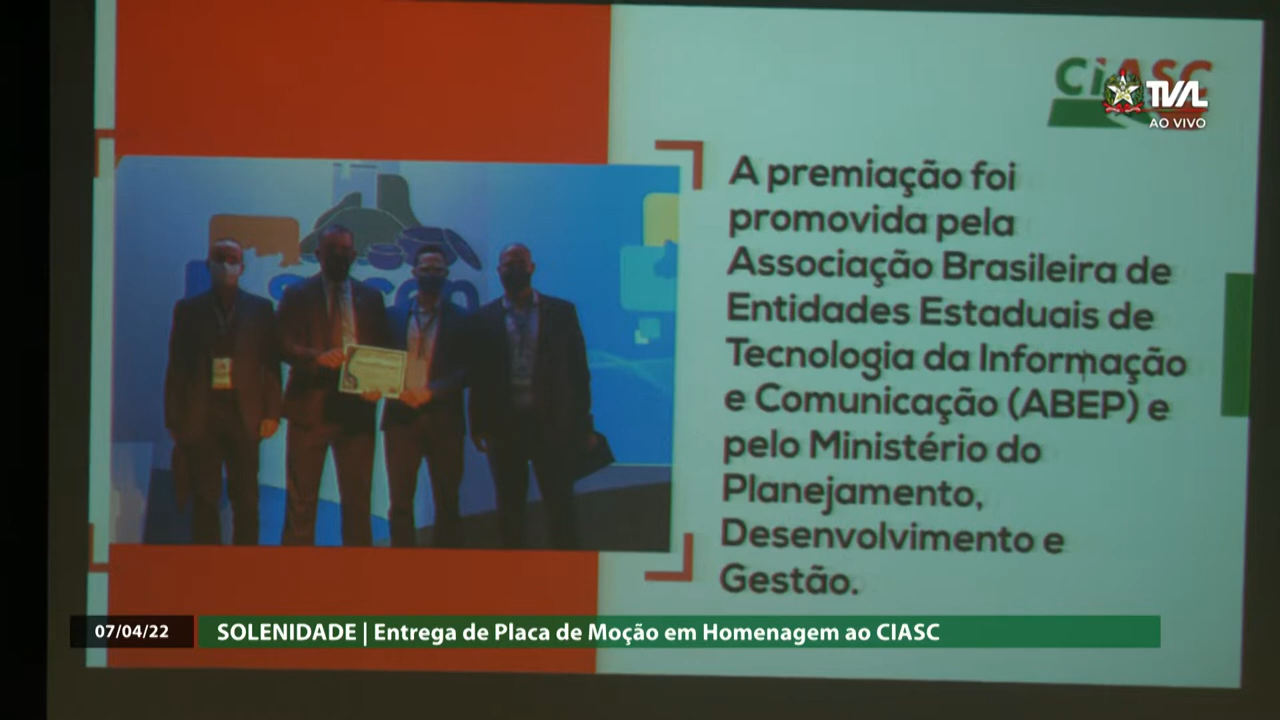 CiASC
TVAL
AO VIVO
A premiação foi
promovida pela
Associação Brasileira de
Entidades Estaduais de
Tecnologia da Informação
e Comunicação (ABEP) e
pelo Ministério do
Planejamento,
Desenvolvimento e
Gestão.
07/04/22
SOLENIDADE | Entrega de Placa de Moção em Homenagem ao CIASC